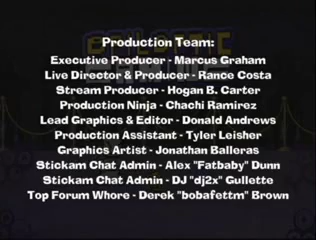 Production Team:
Executive Producer - Marcus Graham
Live Director & Producer - Rance Costa
Stream Producer - Hogan B. Carter
Production Ninja - Chachi Ramirez
Lead Graphics & Editor - Donald Andrews
Production Assistant - Tyler Leisher
Graphics Artist - Jonathan Balleras
Stickam Chat Admin - Alex "Fatbaby" Dunn
Stickam Chat Admin - DJ "dj2x" Gullette
Top Forum Whore - Derek "bobafettm" Brown